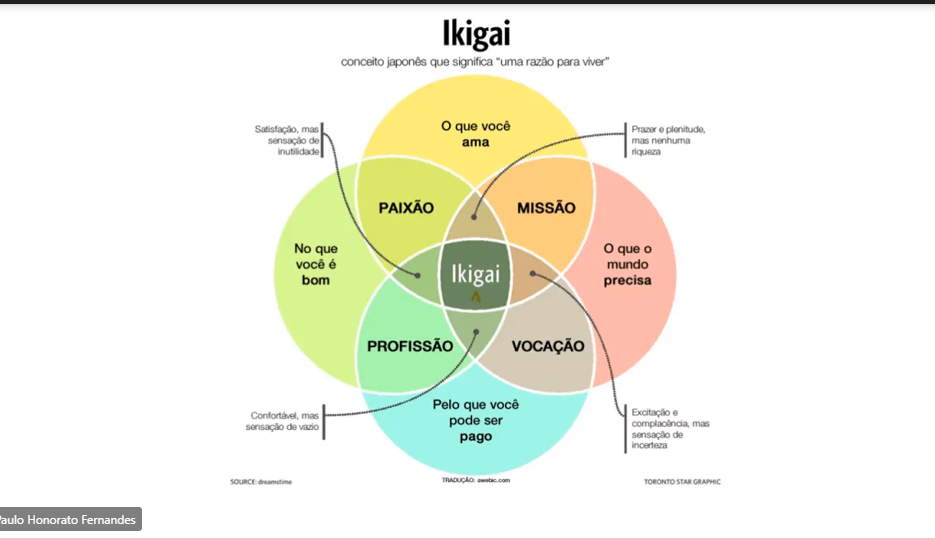 Ikigai
conceito japonês que significa “uma razão para viver”
Satisfação, mas
sensação de
inutilidade
O que você
ama
Prazer e plenitude,
mas nenhuma
riqueza
PAIXÃO
MISSÃO
No que
você é
bom
Ikigai
O que o
mundo
precisa
PROFISSÃO
VOCAÇÃO
Confortável, mas
sensação de vazio
Pelo que você
pode ser
pago
Excitação e
complacência, mas
sensação de
incerteza
SOURCE: dreamstime
TRADUÇÃO: awebic.com
TORONTO STAR GRAPHIC
Paulo Honorato Fernandes